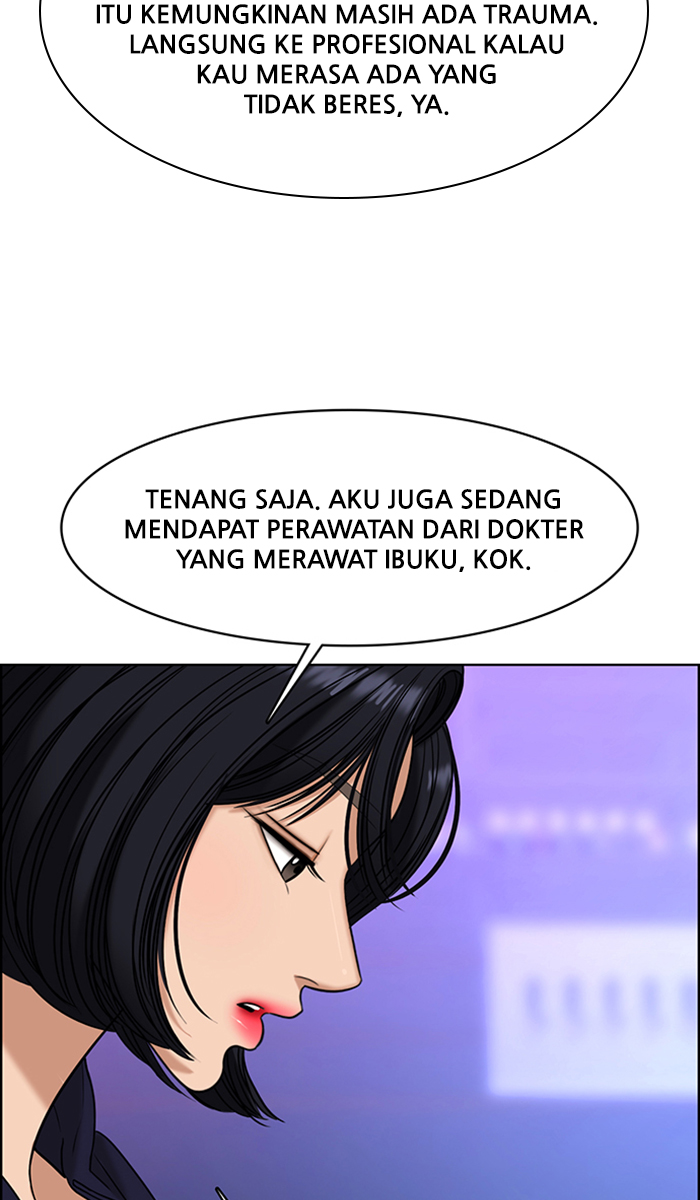 ITU KEMUNGKINAN MASIH ADA TRAUMA.
LANGSUNG KE PROFESIONAL KALAU
KAU MERASA ADA YANG
TIDAK BERES, YA.
TENANG SAJA. AKU JUGA SEDANG
MENDAPAT PERAWATAN DARI DOKTER
YANG MERAWAT IBUKU, KOK.